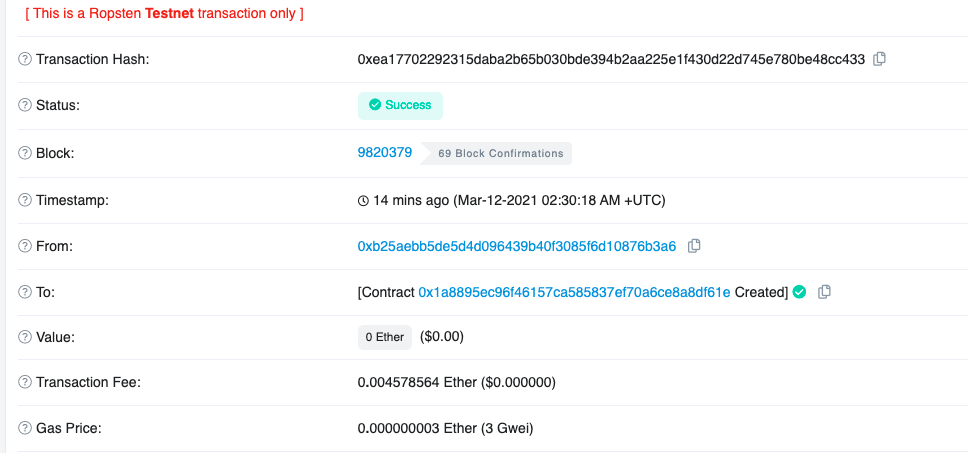 [ This is a Ropsten Testnet transaction only ]
Transaction Hash: 0xea17702292315daba2b65b030bde394b2aa225e1f430d22d745e780be48cc433
Status: Success
Block: 9820379 69 Block Confirmations
Timestamp: 14 mins ago (Mar-12-2021 02:30:18 AM +UTC)
From: 0xb25aebb5de5d4d096439b40f3085f6d10876b3a6
To: [Contract 0x1a8895ec96f46157ca585837ef70a6ce8a8df61e Created]
Value: 0 Ether ($0.00)
Transaction Fee: 0.004578564 Ether ($0.000000)
Gas Price: 0.000000003 Ether (3 Gwei)